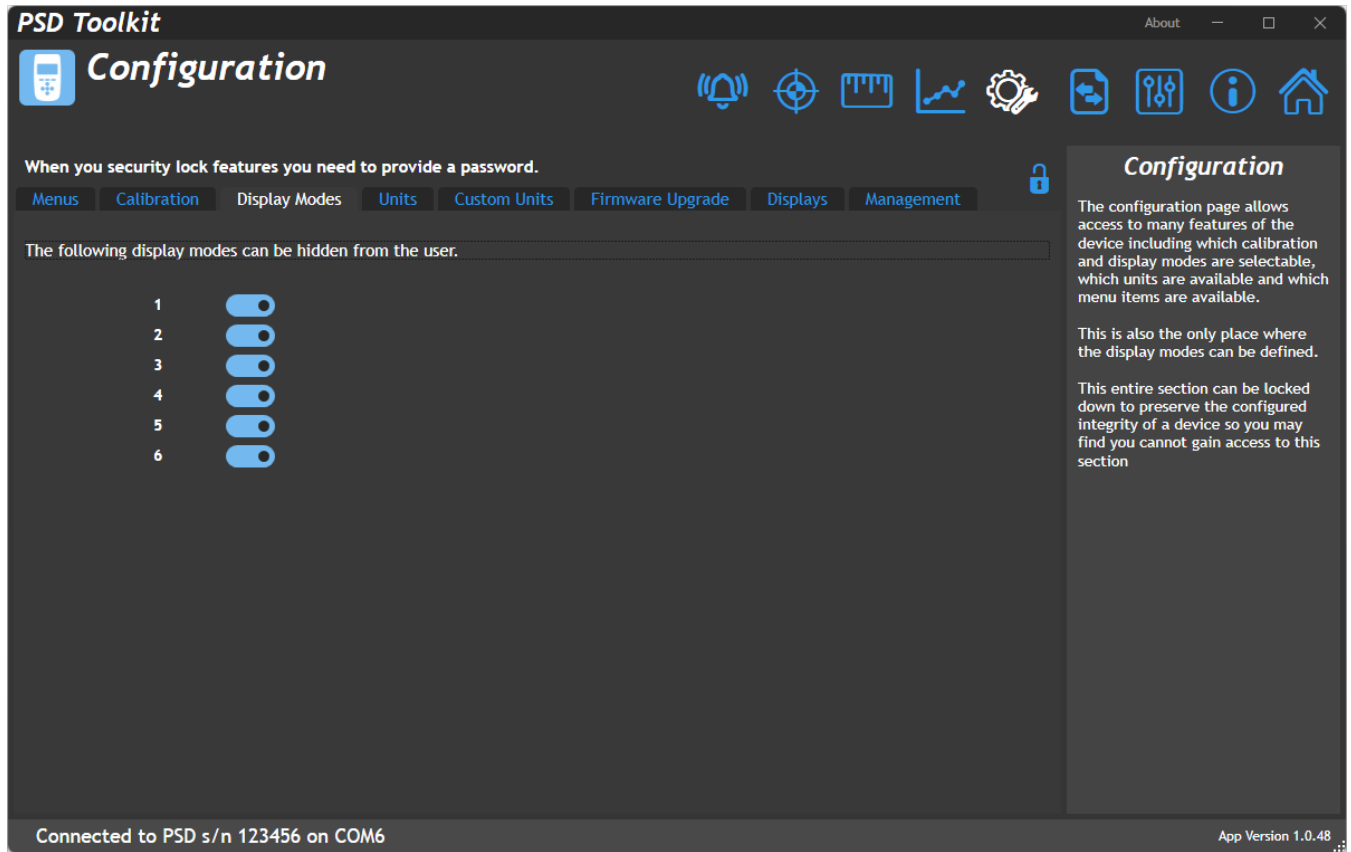 PSD Toolkit
About
Configuration
When you security lock features you need to provide a password.
Menus Calibration Display Modes Units Custom Units Firmware Upgrade Displays Management
The following display modes can be hidden from the user.
1
2
3
4
5
6
Configuration
The configuration page allows
access to many features of the
device including which calibration
and display modes are selectable,
which units are available and which
menu items are available.
This is also the only place where
the display modes can be defined.
This entire section can be locked
down to preserve the configured
integrity of a device so you may
find you cannot gain access to this
section
Connected to PSD s/n 123456 on COM6
App Version 1.0.48